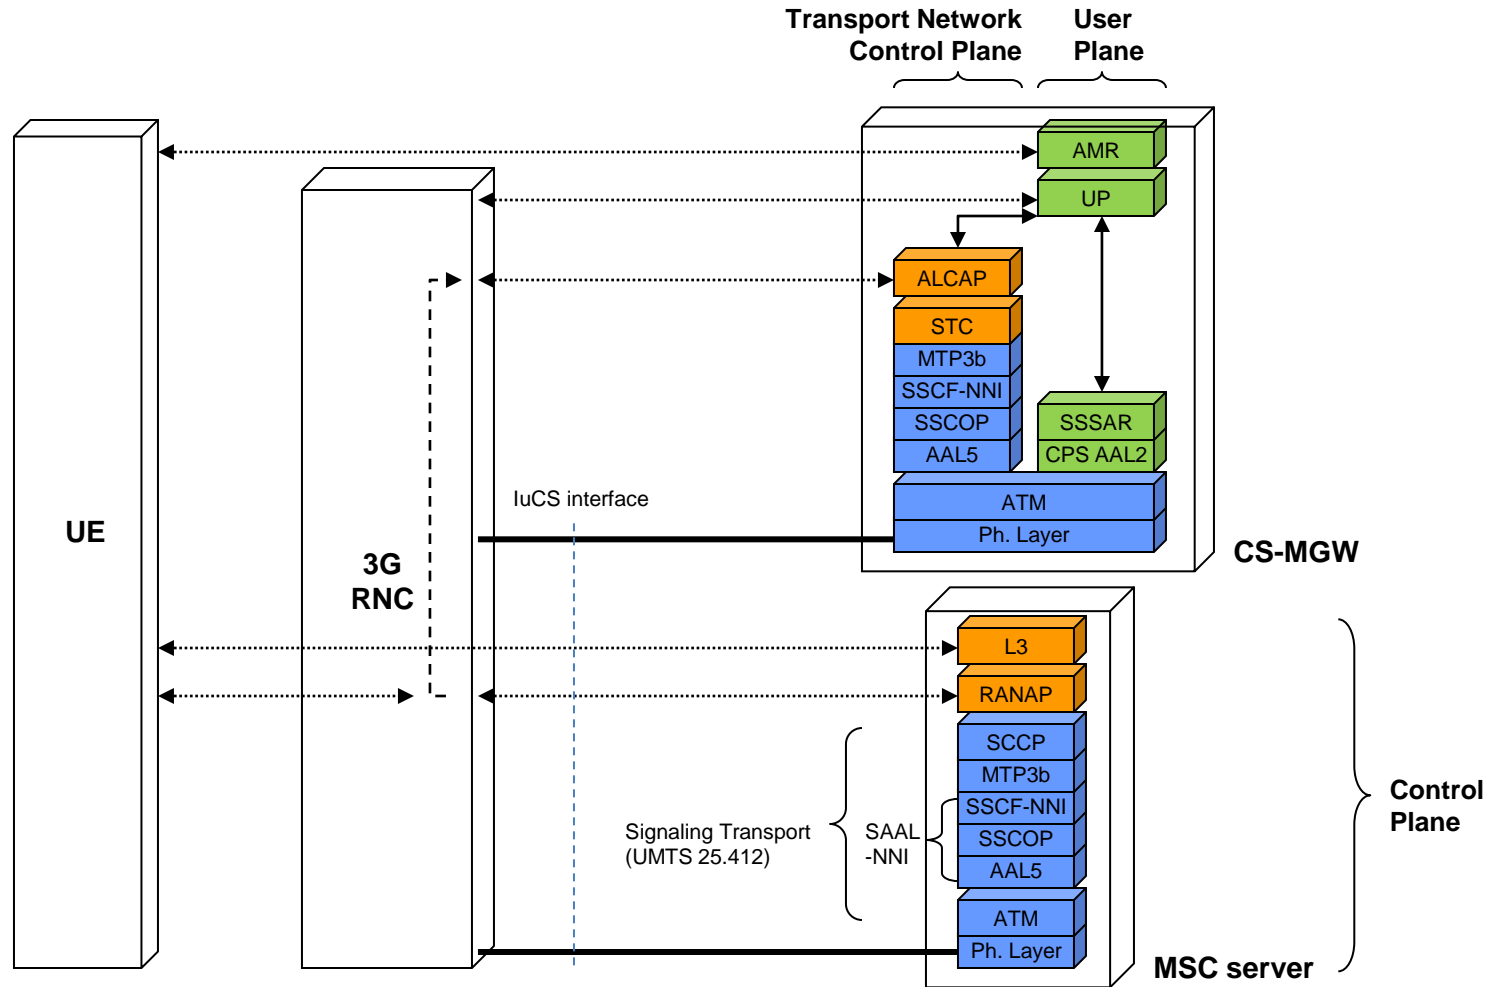 Transport Network
Control Plane
User
Plane
AMR
UP
ALCAP
STC
MTP3b
SSCF-NNI
SSCOP
AAL5
SSSAR
CPS AAL2
ATM
Ph. Layer
CS-MGW
IuCS interface
UE
3G
RNC
L3
RANAP
SCCP
MTP3b
SSCF-NNI
SSCOP
AAL5
ATM
Ph. Layer
Signaling Transport
(UMTS 25.412)
SAAL
-NNI
Control
Plane
MSC server